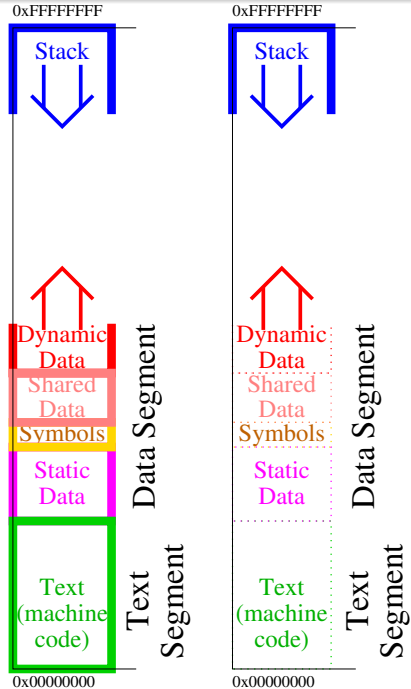 0xFFFFFFFF
Stack
Dynamic
Data
Shared
Data
Symbols
Static
Data
Data Segment
Text
(machine
code)
Text
Segment
0x00000000
0xFFFFFFFF
Stack
Dynamic
Data
Shared
Data
Symbols
Static
Data
Data Segment
Text
(machine
code)
Text
Segment
0x00000000